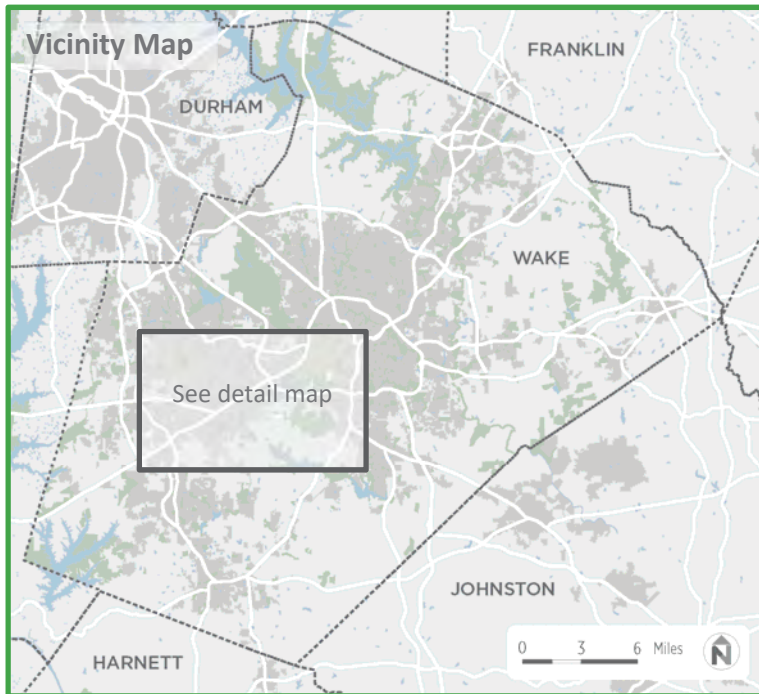 Vicinity Map
FRANKLIN
DURHAM
WAKE
See detail map
JOHNSTON
HARNETT
0 3 6 Miles
N